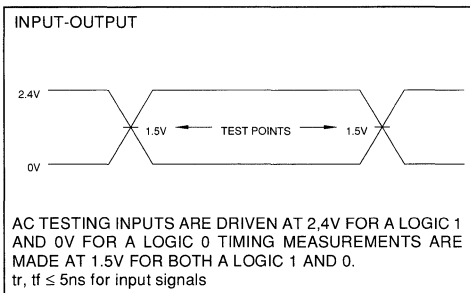 INPUT-OUTPUT
2.4V
1.5V TEST POINTS 1.5V
0V
AC TESTING INPUTS ARE DRIVEN AT 2,4V FOR A LOGIC 1
AND 0V FOR A LOGIC 0 TIMING MEASUREMENTS ARE
MADE AT 1.5V FOR BOTH A LOGIC 1 AND 0.
tr, tf ≤ 5ns for input signals